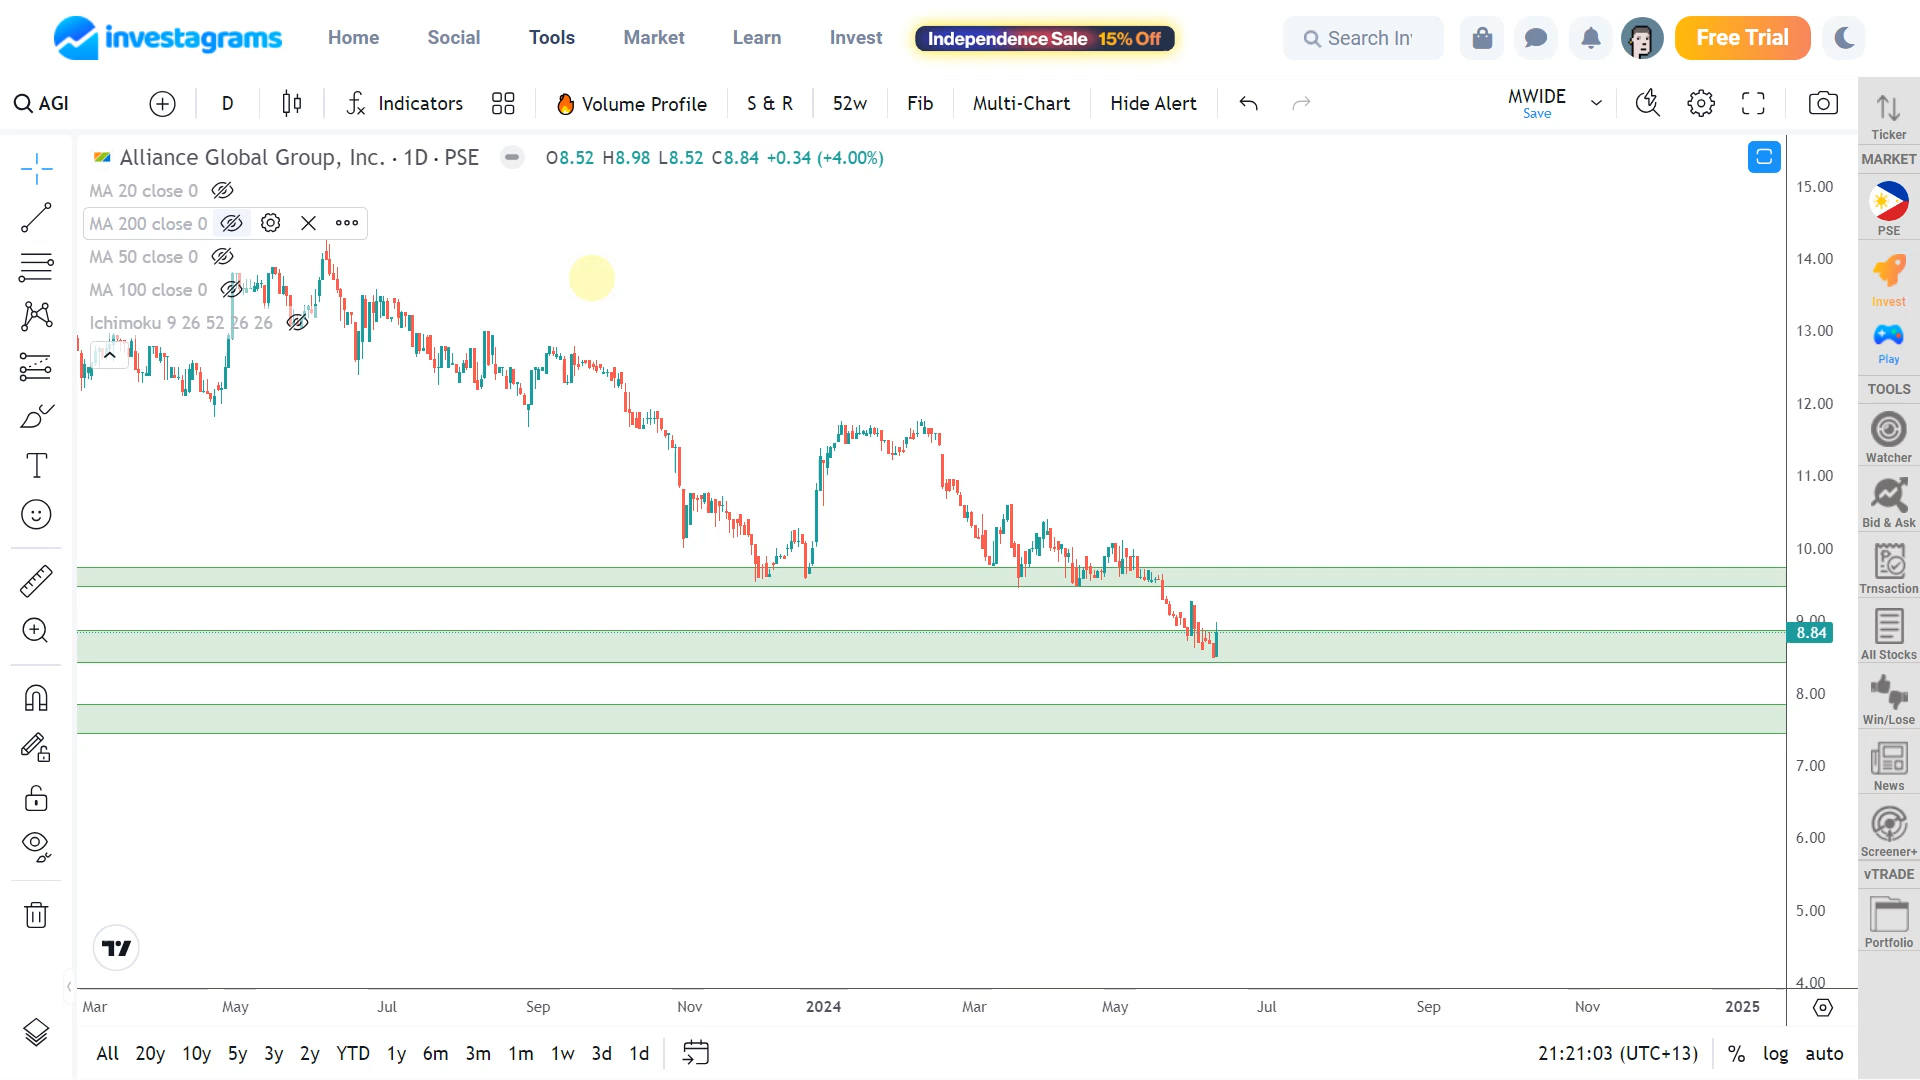 investagrams
Home Social Tools Market Learn Invest
Independence Sale 15% Off
Search In
Free Trial
AGI
D
Indicators
Volume Profile
S & R
52w
Fib
Multi-Chart
Hide Alert
MWIDE
Save
Alliance Global Group, Inc. · 1D · PSE
O8.52 H8.98 L8.52 C8.84 +0.34 (+4.00%)
MA 20 close 0
MA 200 close 0
MA 50 close 0
MA 100 close 0
Ichimoku 9 26 52 26 26
15.00
14.00
13.00
12.00
11.00
10.00
9.00
8.84
8.00
7.00
6.00
5.00
4.00
Mar May Jul Sep Nov 2024 Mar May Jul Sep Nov 2025
All 20y 10y 5y 3y 2y YTD 1y 6m 3m 1m 1w 3d 1d
21:21:03 (UTC+13)
% log auto
Ticker
MARKET
PSE
Invest
Play
TOOLS
Watcher
Bid & Ask
Trnsaction
All Stocks
Win/Lose
News
Screener+
vTRADE
Portfolio